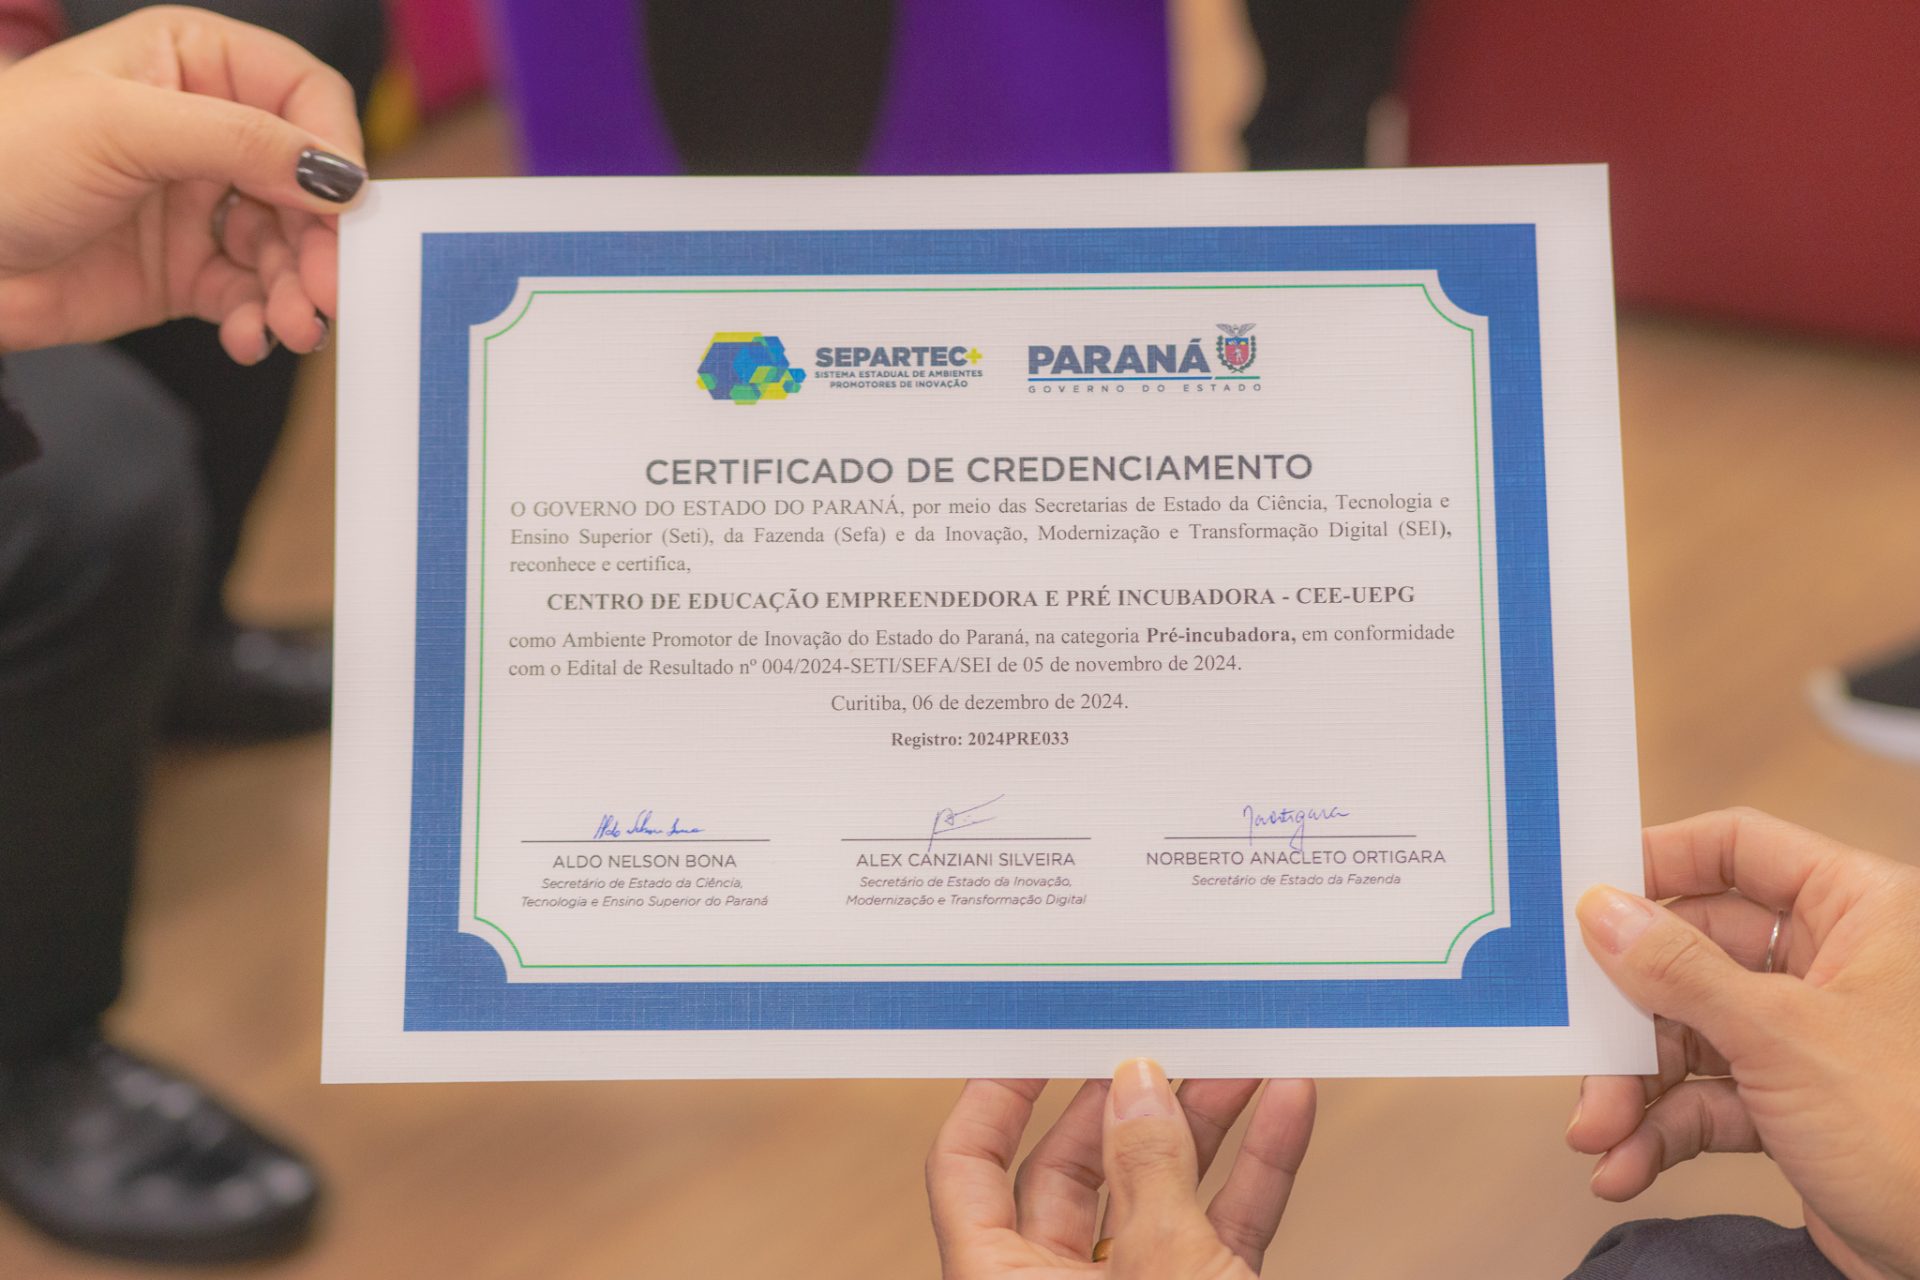 SEPARTEC+
SISTEMA ESTADUAL DE AMBIENTES
PROMOTORES DE INOVAÇÃO
PARANÁ
GOVERNO DO ESTADO
CERTIFICADO DE CREDENCIAMENTO
O GOVERNO DO ESTADO DO PARANÁ, por meio das Secretarias de Estado da Ciência, Tecnologia e
Ensino Superior (Seti), da Fazenda (Sefa) e da Inovação, Modernização e Transformação Digital (SEI),
reconhece e certifica,
CENTRO DE EDUCAÇÃO EMPREENDEDORA E PRÉ INCUBADORA - CEE-UEPG
como Ambiente Promotor de Inovação do Estado do Paraná, na categoria Pré-incubadora, em conformidade
com o Edital de Resultado nº 004/2024-SETI/SEFA/SEI de 05 de novembro de 2024.
Curitiba, 06 de dezembro de 2024.
Registro: 2024PRE033
ALDO NELSON BONA
Secretário de Estado da Ciência,
Tecnologia e Ensino Superior do Paraná
ALEX CANZIANI SILVEIRA
Secretário de Estado da Inovação,
Modernização e Transformação Digital
NORBERTO ANACLETO ORTIGARA
Secretário de Estado da Fazenda